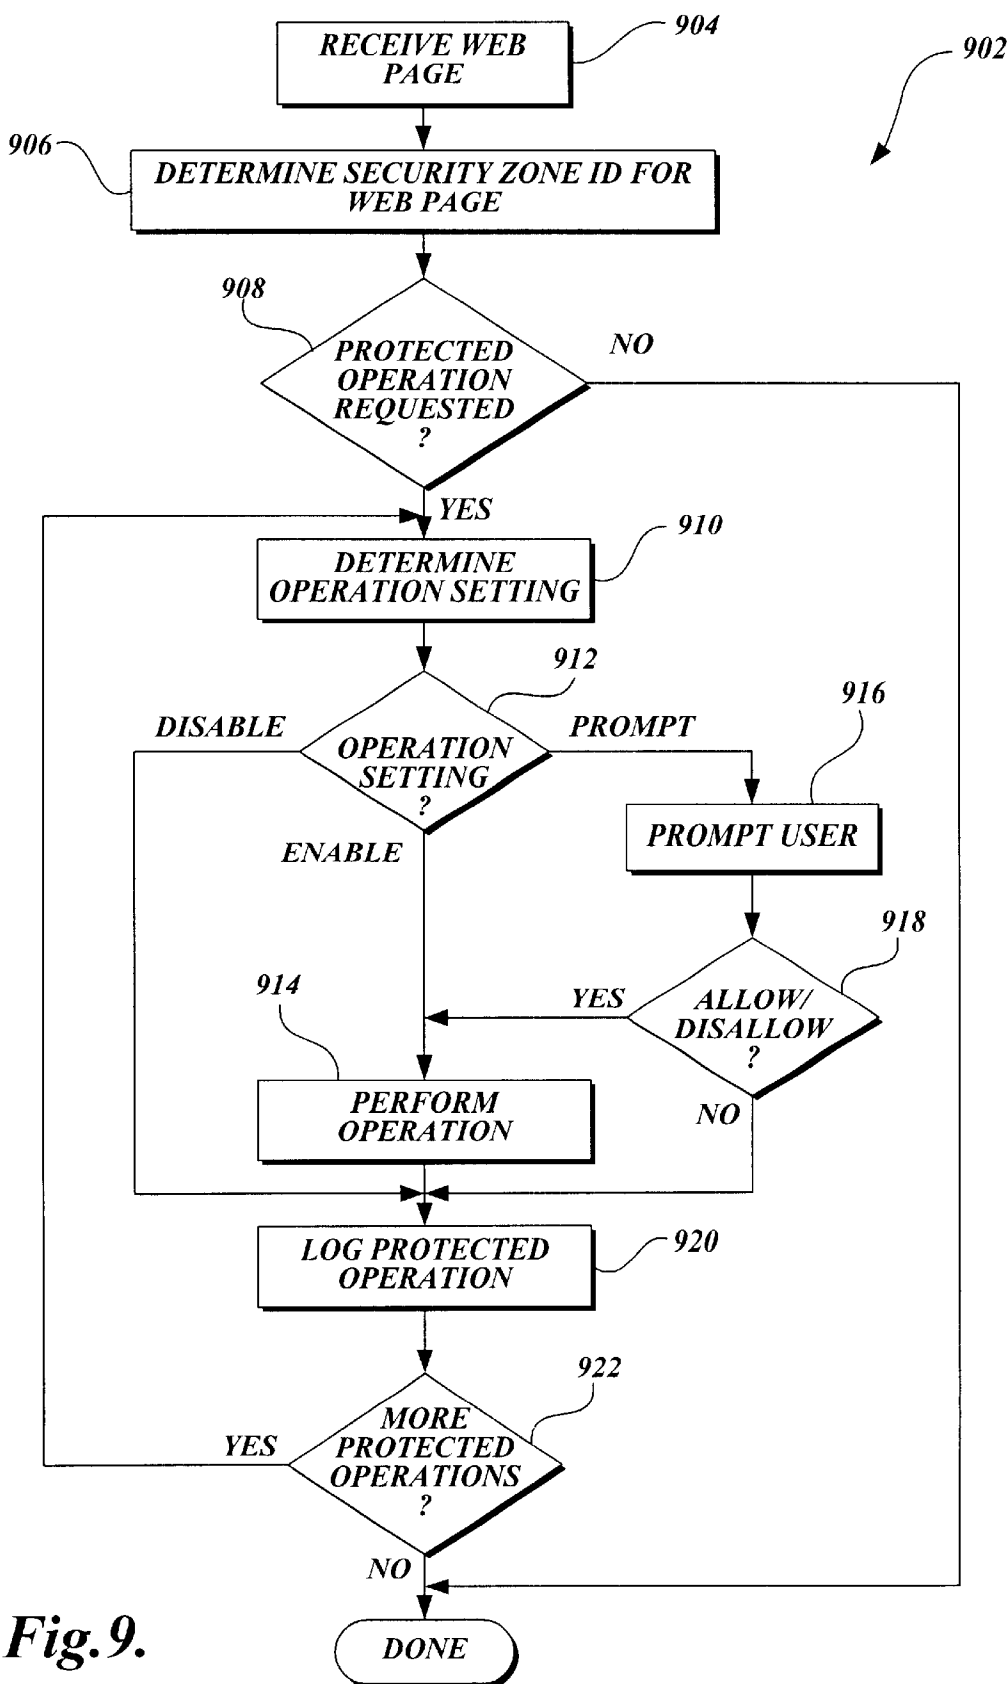 RECEIVE WEB
PAGE
904
902
906
DETERMINE SECURITY ZONE ID FOR
WEB PAGE
908
PROTECTED
OPERATION
REQUESTED
?
NO
YES
910
DETERMINE
OPERATION SETTING
912
DISABLE
OPERATION
SETTING
?
PROMPT
916
ENABLE
PROMPT USER
918
914
YES
ALLOW/
DISALLOW
?
NO
PERFORM
OPERATION
LOG PROTECTED
OPERATION
920
922
YES
MORE
PROTECTED
OPERATIONS
?
NO
DONE
Fig.9.